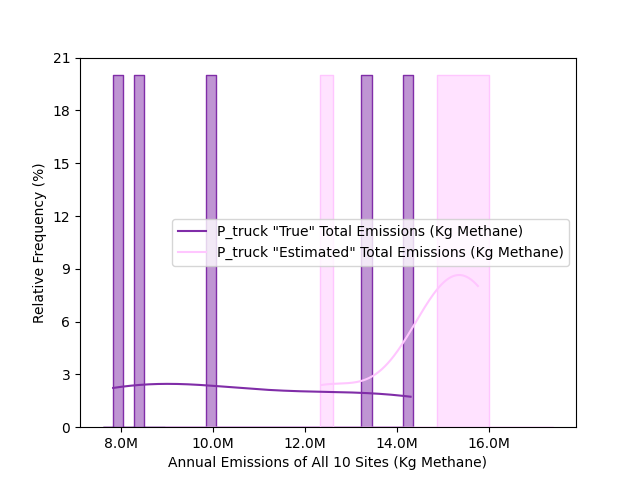 21
18
15
12
9
6
3
0
Relative Frequency (%)
P_truck "True" Total Emissions (Kg Methane)
P_truck "Estimated" Total Emissions (Kg Methane)
8.0M 10.0M 12.0M 14.0M 16.0M
Annual Emissions of All 10 Sites (Kg Methane)